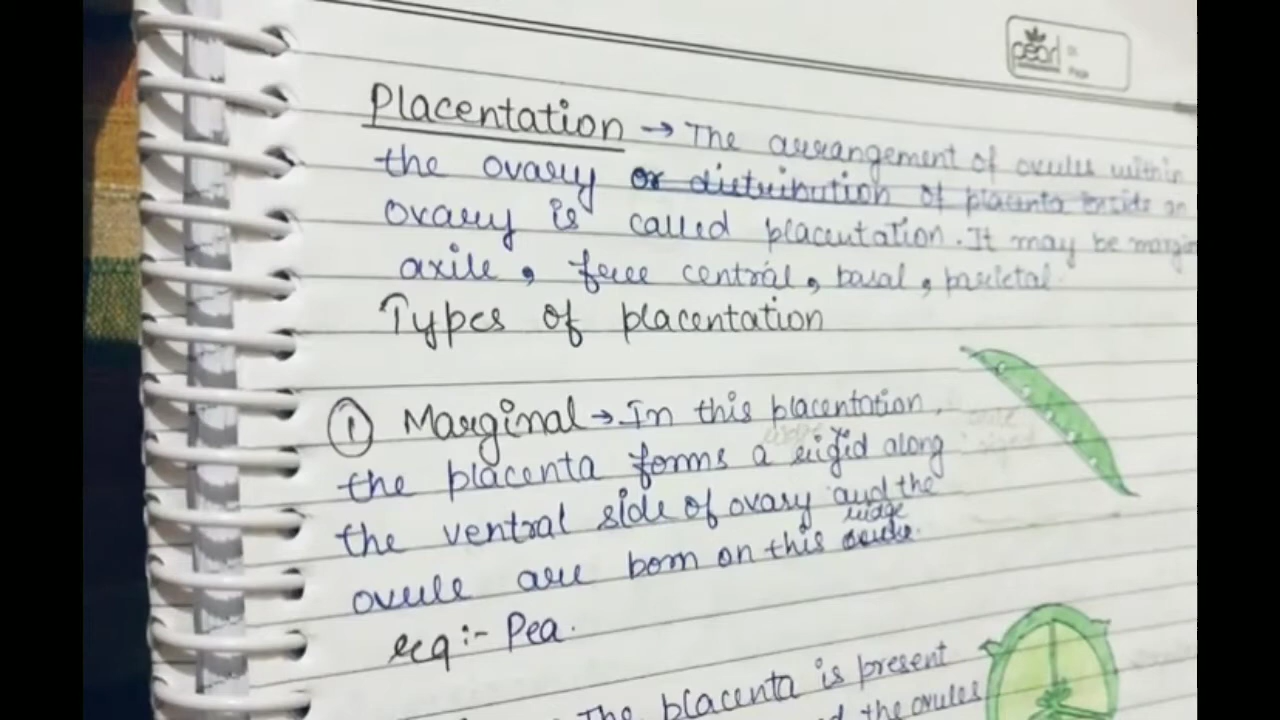 pearl
Placentation → The arrangement of ovules within
the ovary or distribution of placenta inside an
ovary is called placentation. It may be margin
axile, free central, basal, parietal
Types of placentation
① Marginal → In this placentation,
the placenta forms a rigid along
the ventral side of ovary and the
ridge
ovule are born on this
eg :- Pea.
The placenta is present
the ovules